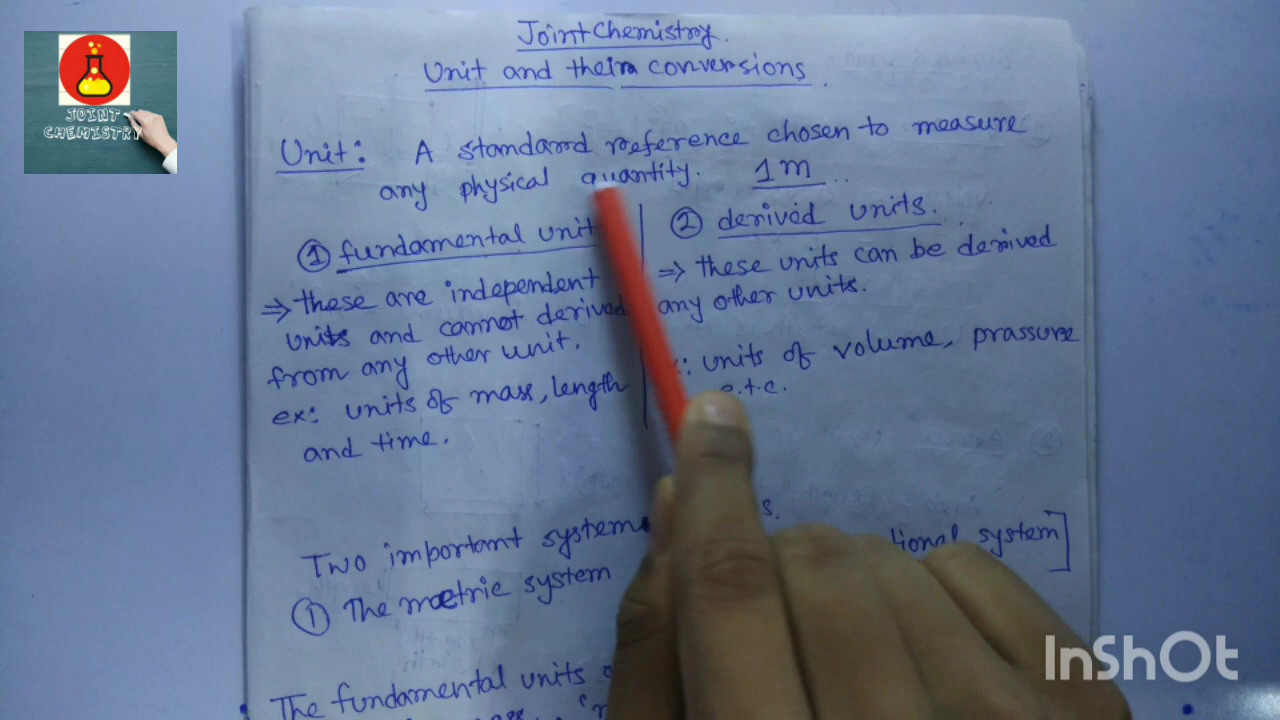 Joint Chemistry.
Unit and their conversions.
JOINT
CHEMISTRY
Unit: A standard reference chosen to measure
any physical quantity. 1m
① fundamental unit
⇒ these are independent
units and cannot derived
from any other unit.
ex: units of mass, length
and time.
② derived units.
⇒ these units can be derived
any other units.
units of volume, prassure
e.t.c.
Two important system
① The metric system
tional system]
The fundamental units
InShOt